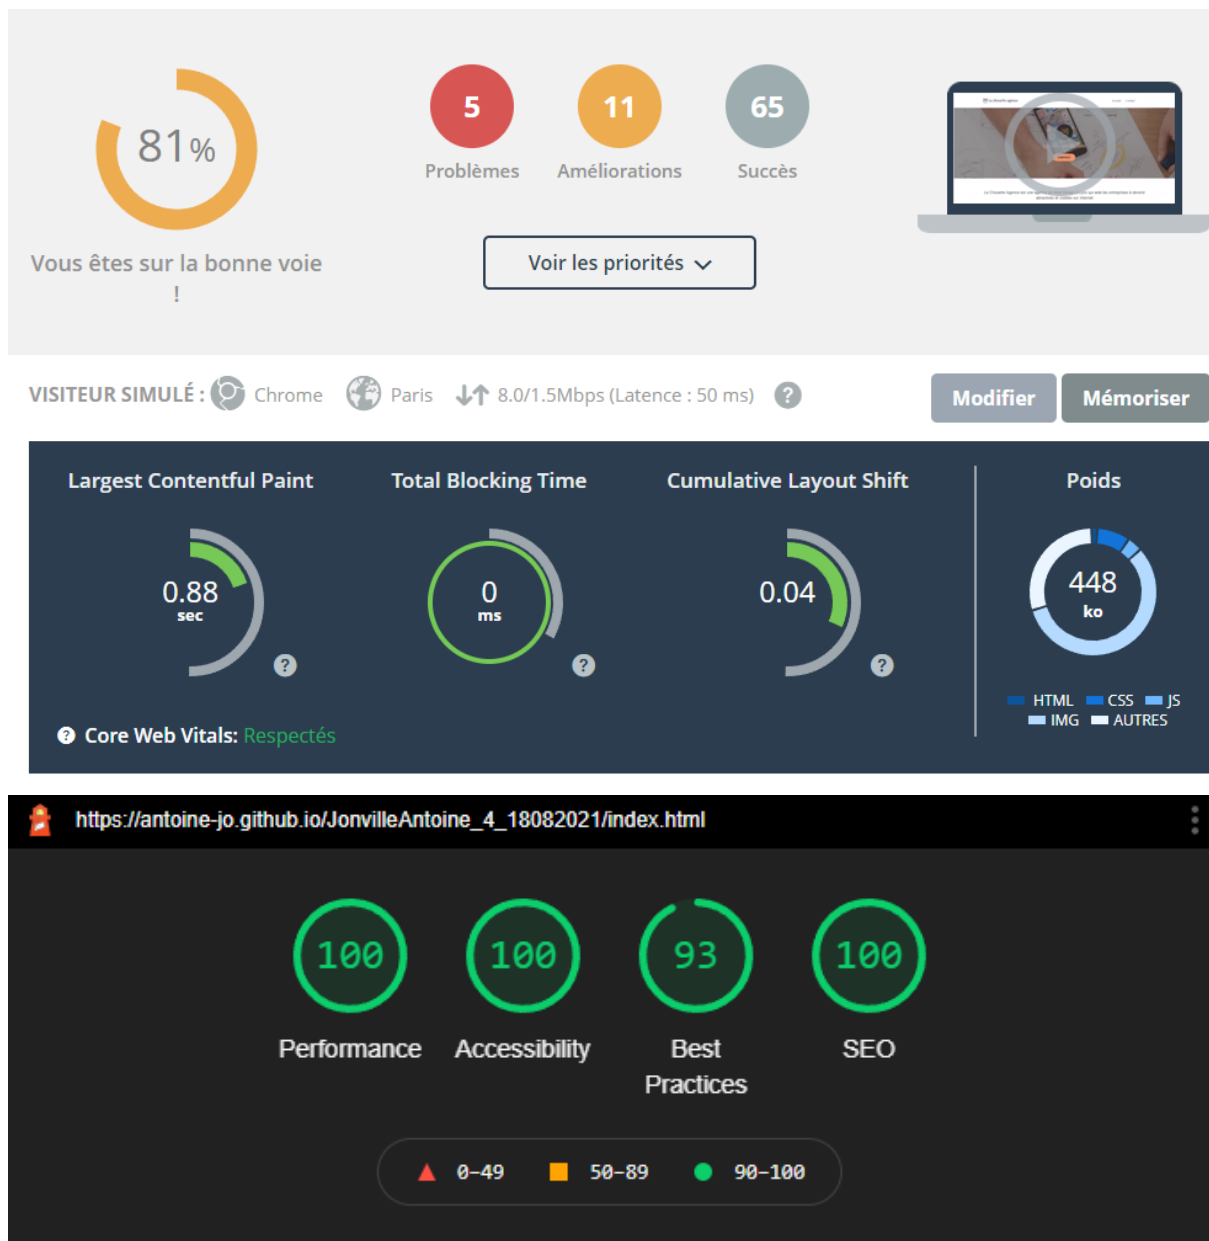 81%
Vous êtes sur la bonne voie
!
5
11
65
Problèmes
Améliorations
Succès
Voir les priorités
VISITEUR SIMULÉ :
Chrome
Paris
8.0/1.5Mbps (Latence : 50 ms)
?
Modifier
Mémoriser
Largest Contentful Paint
Total Blocking Time
Cumulative Layout Shift
Poids
0.88
sec
?
0
ms
?
0.04
?
448
ko
HTML CSS JS
IMG AUTRES
? Core Web Vitals: Respectés
https://antoine-jo.github.io/JonvilleAntoine_4_18082021/index.html
100
100
93
100
Performance
Accessibility
Best
Practices
SEO
0–49
50–89
90–100